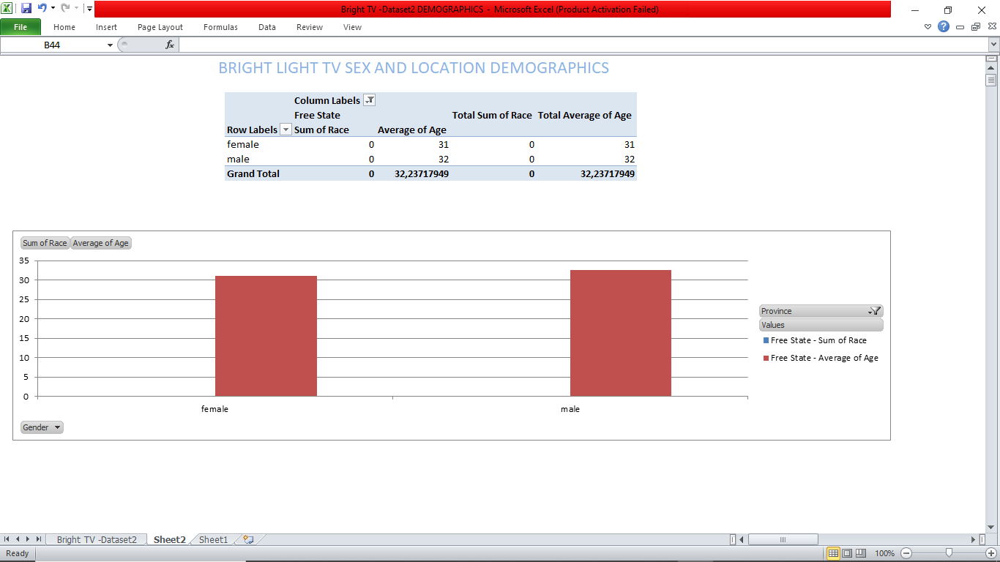 Bright TV -Dataset2 DEMOGRAPHICS - Microsoft Excel (Product Activation Failed)
File Home Insert Page Layout Formulas Data Review View
B44 fx
BRIGHT LIGHT TV SEX AND LOCATION DEMOGRAPHICS
Column Labels
Free State Total Sum of Race Total Average of Age
Row Labels Sum of Race Average of Age
female 0 31 0 31
male 0 32 0 32
Grand Total 0 32,23717949 0 32,23717949
Sum of Race Average of Age
35
30
25
20
15
10
5
0
female male
Gender
Province
Values
Free State - Sum of Race
Free State - Average of Age
Bright TV -Dataset2 Sheet2 Sheet1
Ready 100%